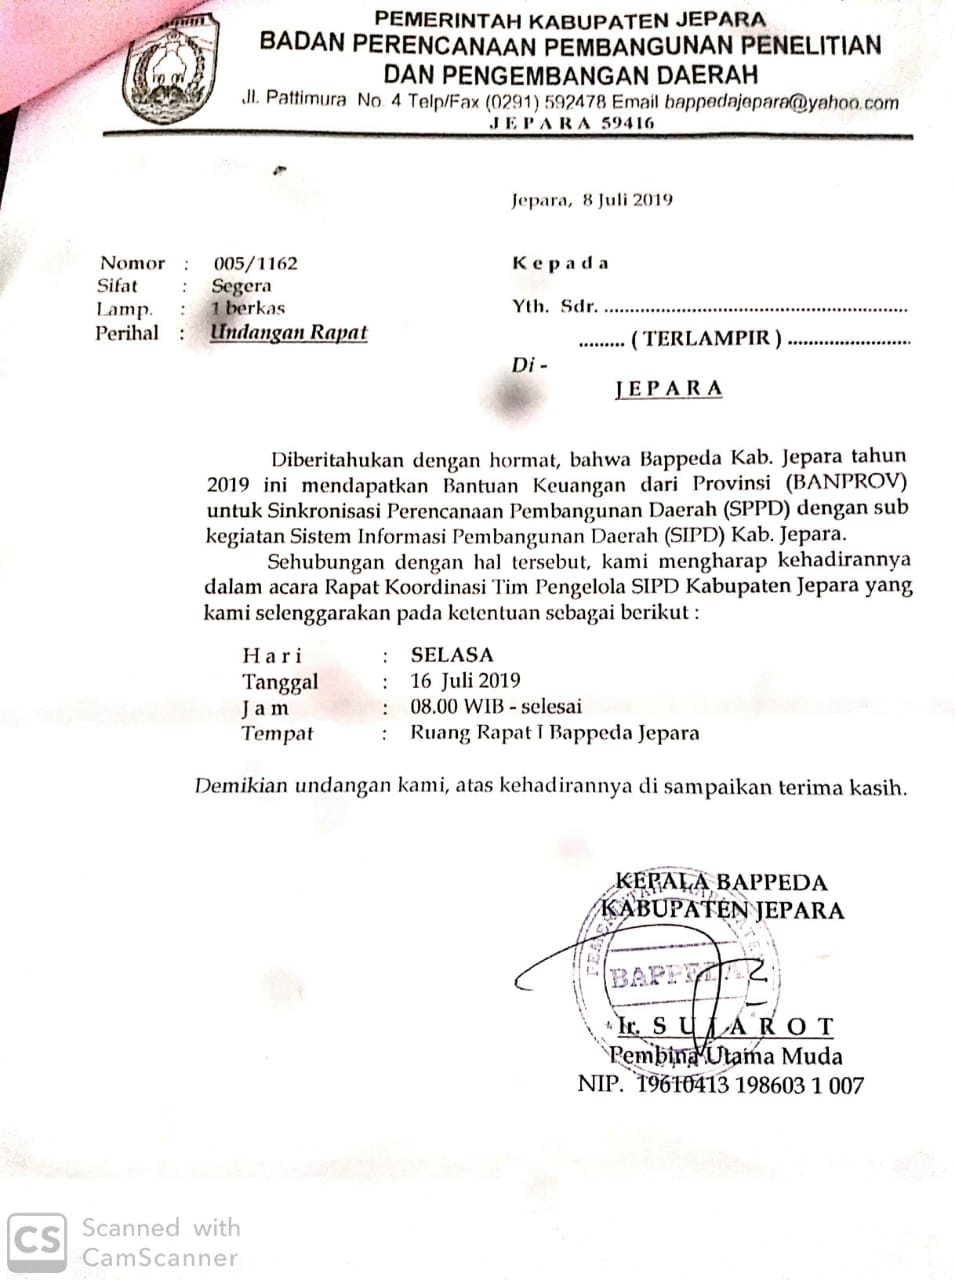 PEMERINTAH KABUPATEN JEPARA
BADAN PERENCANAAN PEMBANGUNAN PENELITIAN
DAN PENGEMBANGAN DAERAH
Jl. Pattimura No. 4 Telp/Fax (0291) 592478 Email bappedajepara@yahoo.com
J E P A R A 59416
Jepara, 8 Juli 2019
Nomor : 005/1162
Sifat : Segera
Lamp. : 1 berkas
Perihal : Undangan Rapat
K e p a d a
Yth. Sdr. ......................................................................
......... ( TERLAMPIR ) .........................
Di -
J E P A R A
Diberitahukan dengan hormat, bahwa Bappeda Kab. Jepara tahun
2019 ini mendapatkan Bantuan Keuangan dari Provinsi (BANPROV)
untuk Sinkronisasi Perencanaan Pembangunan Daerah (SPPD) dengan sub
kegiatan Sistem Informasi Pembangunan Daerah (SIPD) Kab. Jepara.
Sehubungan dengan hal tersebut, kami mengharap kehadirannya
dalam acara Rapat Koordinasi Tim Pengelola SIPD Kabupaten Jepara yang
kami selenggarakan pada ketentuan sebagai berikut :
H a r i : SELASA
Tanggal : 16 Juli 2019
J a m : 08.00 WIB - selesai
Tempat : Ruang Rapat I Bappeda Jepara
Demikian undangan kami, atas kehadirannya di sampaikan terima kasih.
KEPALA BAPPEDA
KABUPATEN JEPARA
PEMERINTAH KABUPATEN
BAPPEDA
Ir. S U J A R O T
Pembina Utama Muda
NIP. 19610413 198603 1 007
CS Scanned with
CamScanner